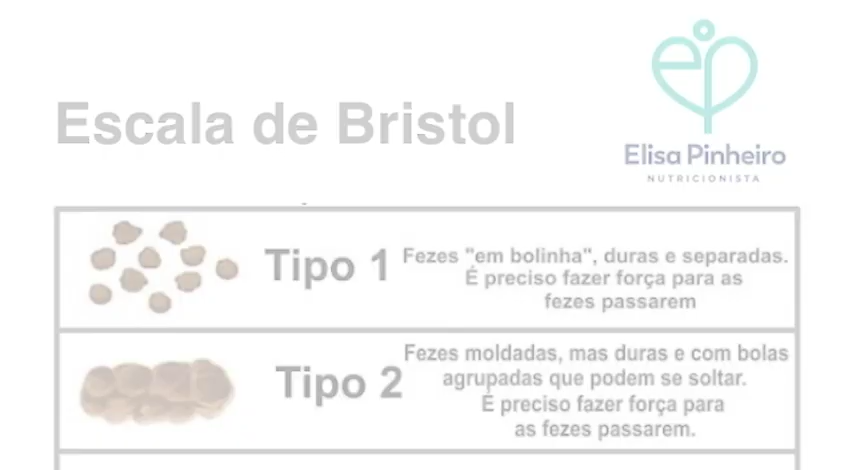 Escala de Bristol
Elisa Pinheiro
NUTRICIONISTA
Tipo 1
Fezes "em bolinha", duras e separadas.
É preciso fazer força para as
fezes passarem
Tipo 2
Fezes moldadas, mas duras e com bolas
agrupadas que podem se soltar.
É preciso fazer força para
as fezes passarem.